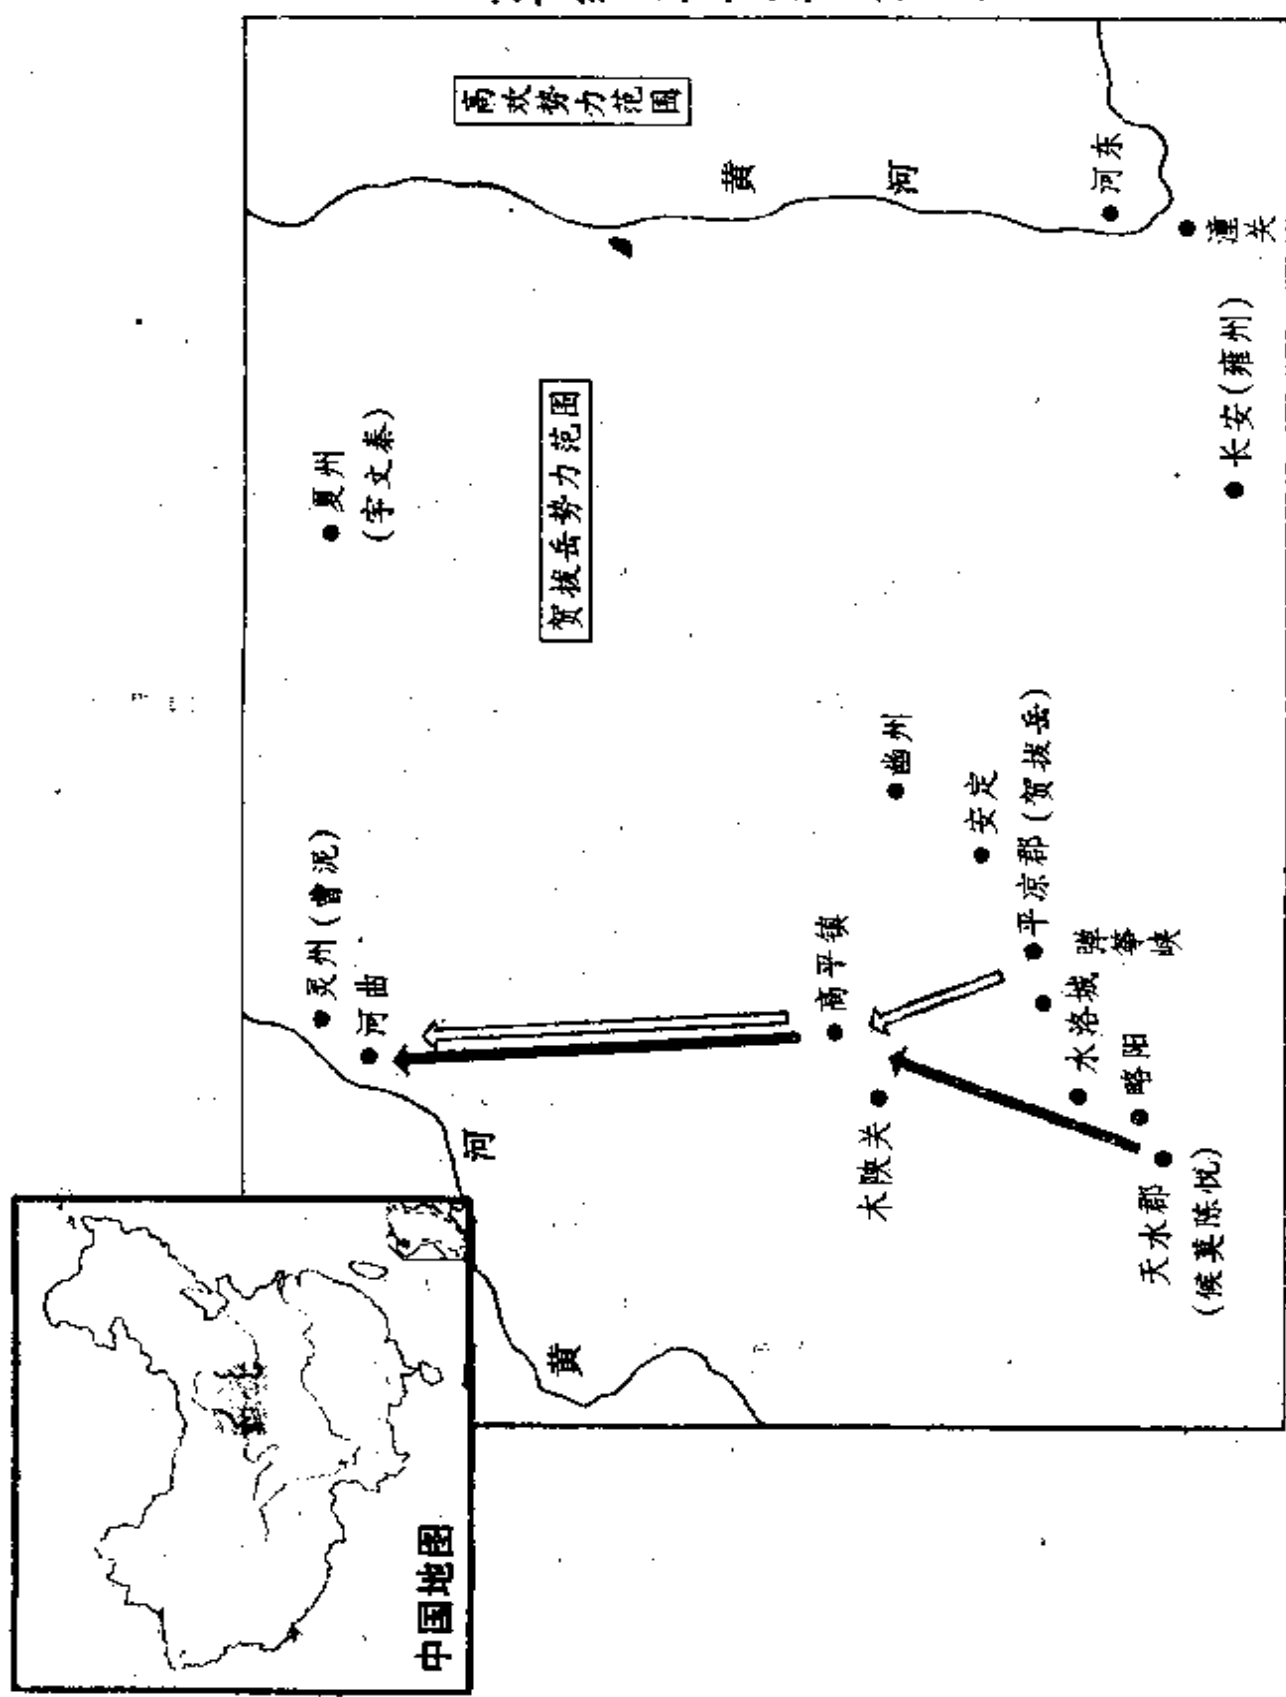 高欢势力范围
黄
河
河东
潼关
夏州
(宇文泰)
贺拔岳势力范围
长安(雍州)
灵州(曹泥)
河曲
高平镇
豳州
安定
平凉郡(贺拔岳)
弹筝峡
水洛城
略阳
木陕关
天水郡
(侯莫陈悦)
河
黄
中国地图